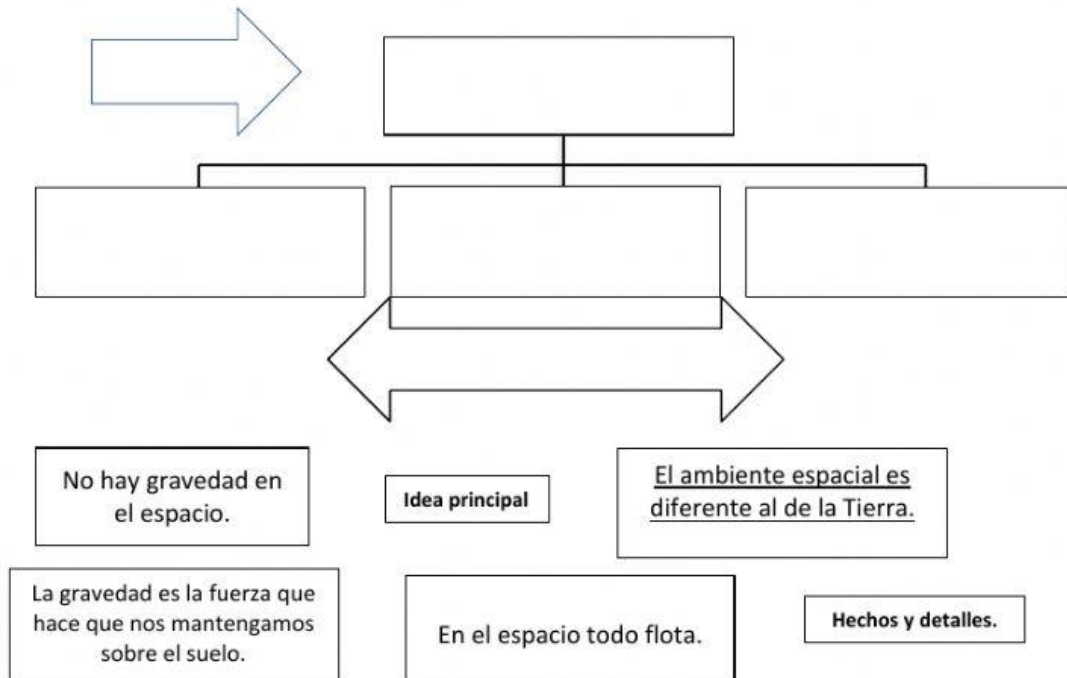 No hay gravedad en
el espacio.
Idea principal
El ambiente espacial es
diferente al de la Tierra.
La gravedad es la fuerza que
hace que nos mantengamos
sobre el suelo.
En el espacio todo flota.
Hechos y detalles.